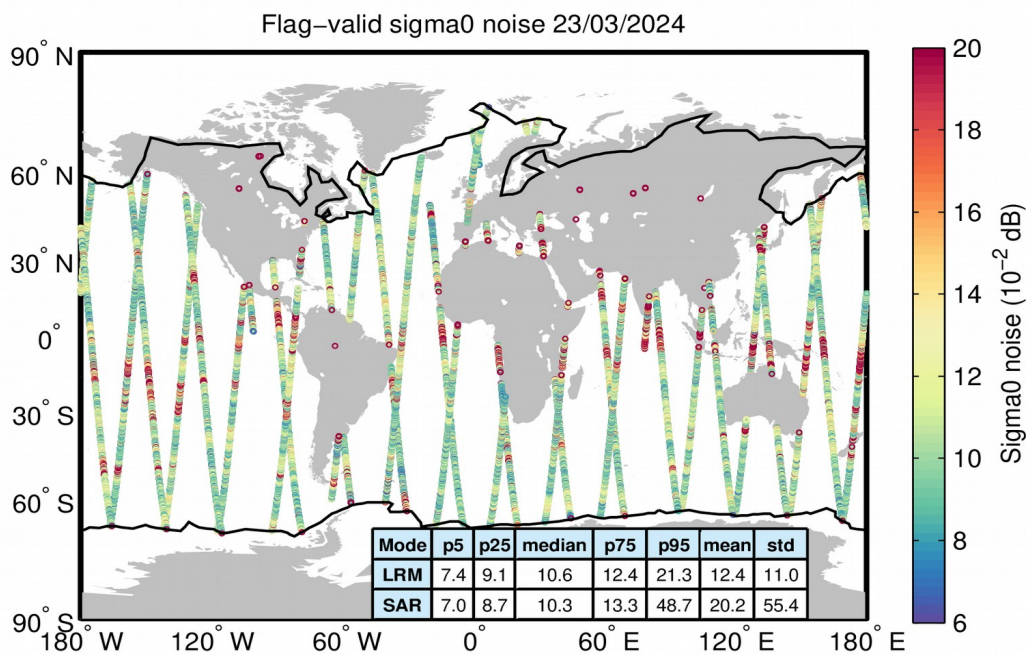 Flag−valid sigma0 noise 23/03/2024
90° N
60° N
30° N
0°
30° S
60° S
90° S
180° W
120° W
60° W
0°
60° E
120° E
180° E
Mode p5 p25 median p75 p95 mean std
LRM 7.4 9.1 10.6 12.4 21.3 12.4 11.0
SAR 7.0 8.7 10.3 13.3 48.7 20.2 55.4
20
18
16
14
12
10
8
6
Sigma0 noise (10⁻² dB)